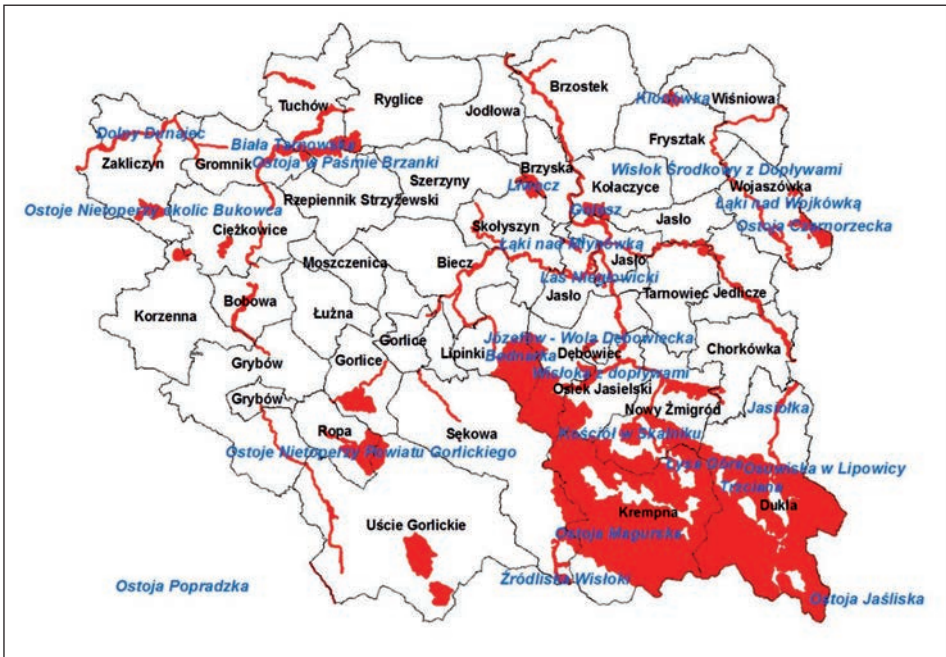 Brzostek
Klonówka
Wiśniowa
Tuchów
Ryglice
Jodłowa
Dolny Dunajec
Biała Tarnowska
Frysztak
Zakliczyn
Gromnik
Ostoja w Paśmie Brzanki
Brzyska
Wisłok Środkowy z Dopływami
Szerzyny
Liwocz
Kołaczyce
Wojaszówka
Rzepiennik Strzyżewski
Łąki nad Wojkówką
Ostoje Nietoperzy okolic Bukowca
Golesz
Jasło
Ciężkowice
Skołyszyn
Ostoja Czarnorzecka
Łąki nad Młynówką
Moszczenica
Biecz
Jasło
Las Niegłowicki
Bobowa
Jasło
Tarnowiec
Jedlicze
Korzenna
Łużna
Gorlice
Józefów - Wola Dębowiecka
Chorkówka
Grybów
Gorlice
Lipinki
Bednarka
Dębowiec
Wisłoka z dopływami
Osiek Jasielski
Grybów
Nowy Żmigród
Jasiołka
Ropa
Sękowa
Kościół w Skalniku
Ostoje Nietoperzy Powiatu Gorlickiego
Łysa Góra
Osuwiska w Lipowicy
Trzciana
Dukla
Krempna
Uście Gorlickie
Ostoja Magurska
Źródliska Wisłoki
Ostoja Popradzka
Ostoja Jaśliska